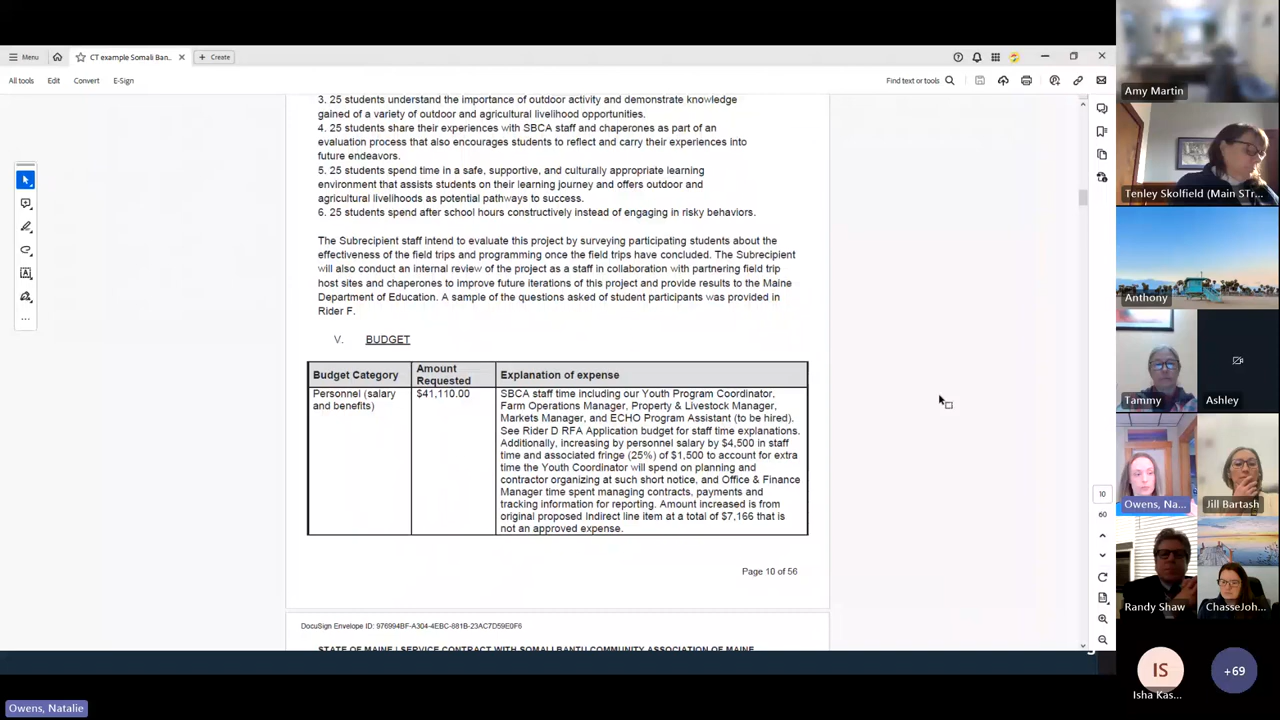 Menu
CT example Somali Ban...
Create
All tools
Edit
Convert
E-Sign
Find text or tools
3. 25 students understand the importance of outdoor activity and demonstrate knowledge
gained of a variety of outdoor and agricultural livelihood opportunities.
4. 25 students share their experiences with SBCA staff and chaperones as part of an
evaluation process that also encourages students to reflect and carry their experiences into
future endeavors.
5. 25 students spend time in a safe, supportive, and culturally appropriate learning
environment that assists students on their learning journey and offers outdoor and
agricultural livelihoods as potential pathways to success.
6. 25 students spend after school hours constructively instead of engaging in risky behaviors.
The Subrecipient staff intend to evaluate this project by surveying participating students about the
effectiveness of the field trips and programming once the field trips have concluded. The Subrecipient
will also conduct an internal review of the project as a staff in collaboration with partnering field trip
host sites and chaperones to improve future iterations of this project and provide results to the Maine
Department of Education. A sample of the questions asked of student participants was provided in
Rider F.
V. BUDGET
Budget Category
Amount
Requested
Explanation of expense
Personnel (salary
and benefits)
$41,110.00
SBCA staff time including our Youth Program Coordinator,
Farm Operations Manager, Property & Livestock Manager,
Markets Manager, and ECHO Program Assistant (to be hired).
See Rider D RFA Application budget for staff time explanations.
Additionally, increasing by personnel salary by $4,500 in staff
time and associated fringe (25%) of $1,500 to account for extra
time the Youth Coordinator will spend on planning and
contractor organizing at such short notice, and Office & Finance
Manager time spent managing contracts, payments and
tracking information for reporting. Amount increased is from
original proposed Indirect line item at a total of $7,166 that is
not an approved expense.
Page 10 of 56
DocuSign Envelope ID: 976994BF-A304-4EBC-881B-23AC7D59E0F6
STATE OF MAINE | SERVICE CONTRACT WITH SOMALI BANTU COMMUNITY ASSOCIATION OF MAINE
10
60
Amy Martin
Tenley Skolfield (Main STr...
Anthony
Tammy
Ashley
Owens, Na...
Jill Bartash
Randy Shaw
ChasseJoh...
IS
Isha Kas...
+69
Owens, Natalie